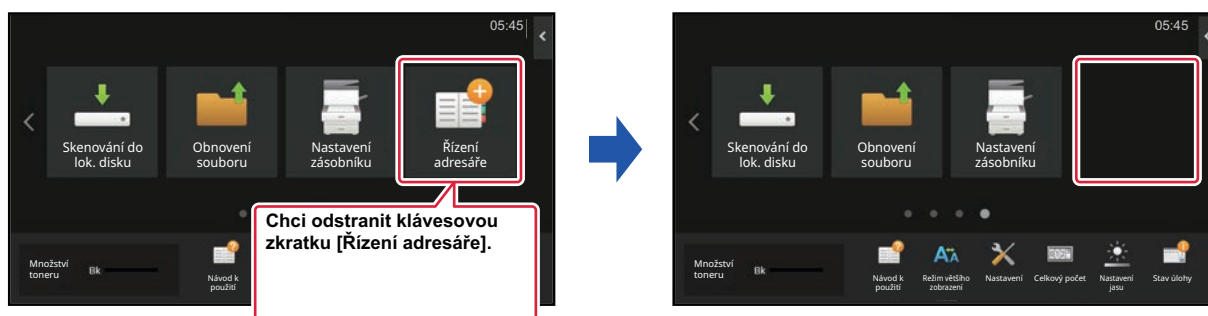 05:45
Skenování do
lok. disku
Obnovení
souboru
Nastavení
zásobníku
Řízení
adresáře
Chci odstranit klávesovou
zkratku [Řízení adresáře].
Množství
toneru
Bk
Návod k
použití
05:45
Skenování do
lok. disku
Obnovení
souboru
Nastavení
zásobníku
Množství
toneru
Bk
Návod k
použití
Režim většího
zobrazení
Nastavení
Celkový počet
Nastavení
jasu
Stav úlohy